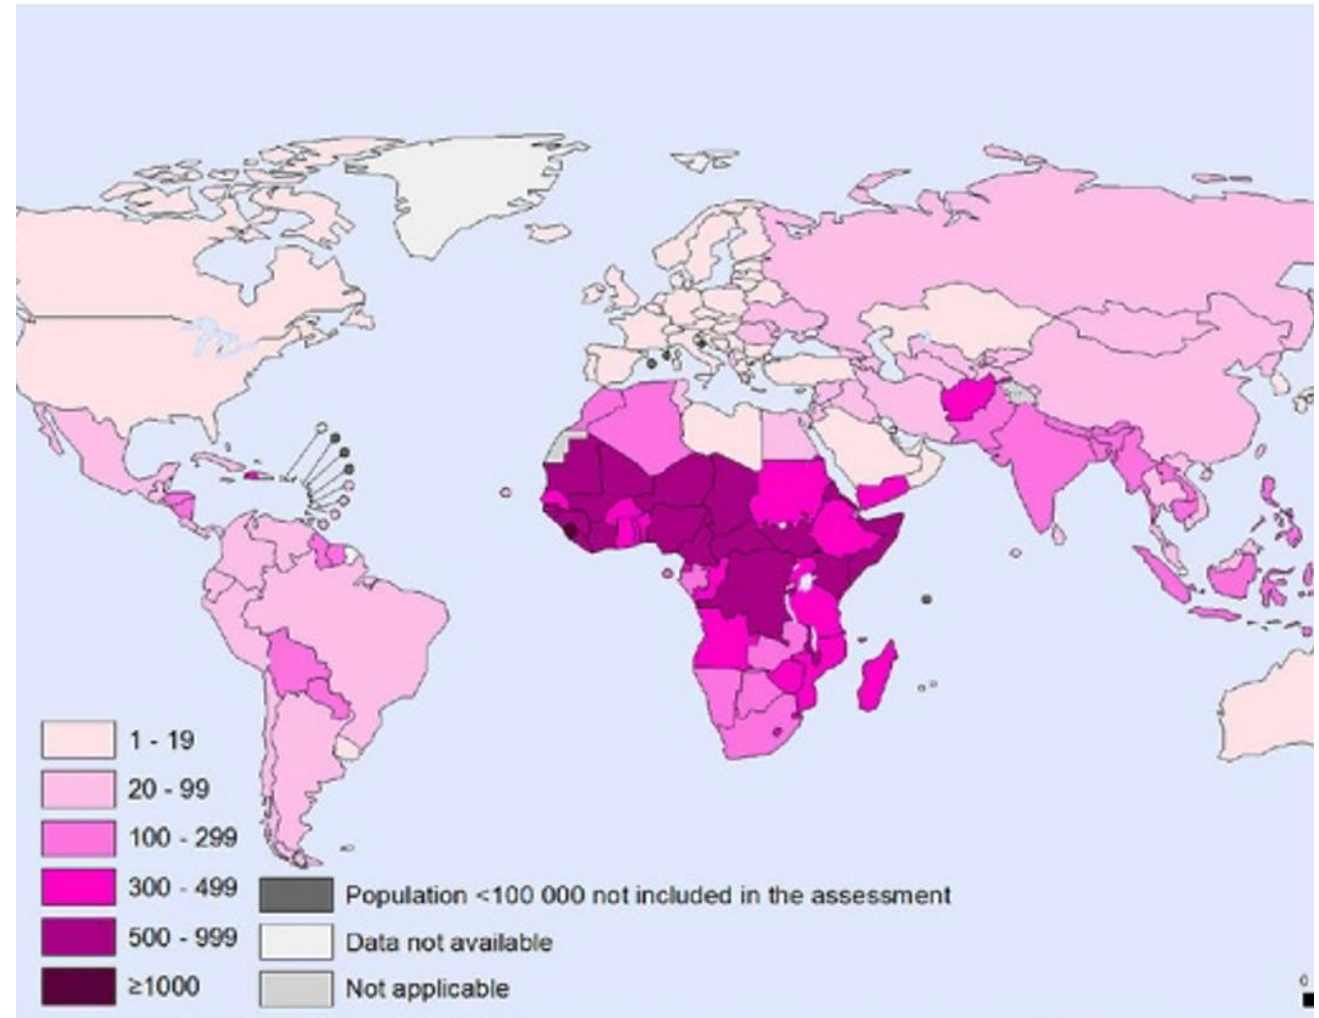 1 - 19
20 - 99
100 - 299
300 - 499
500 - 999
≥1000
Population <100 000 not included in the assessment
Data not available
Not applicable
0